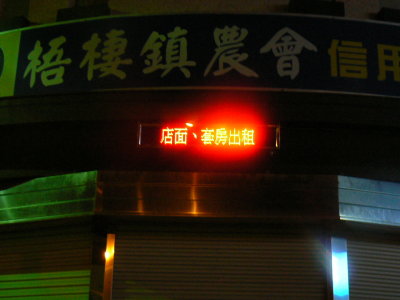 梧棲鎮農會 信用
店面、套房出租